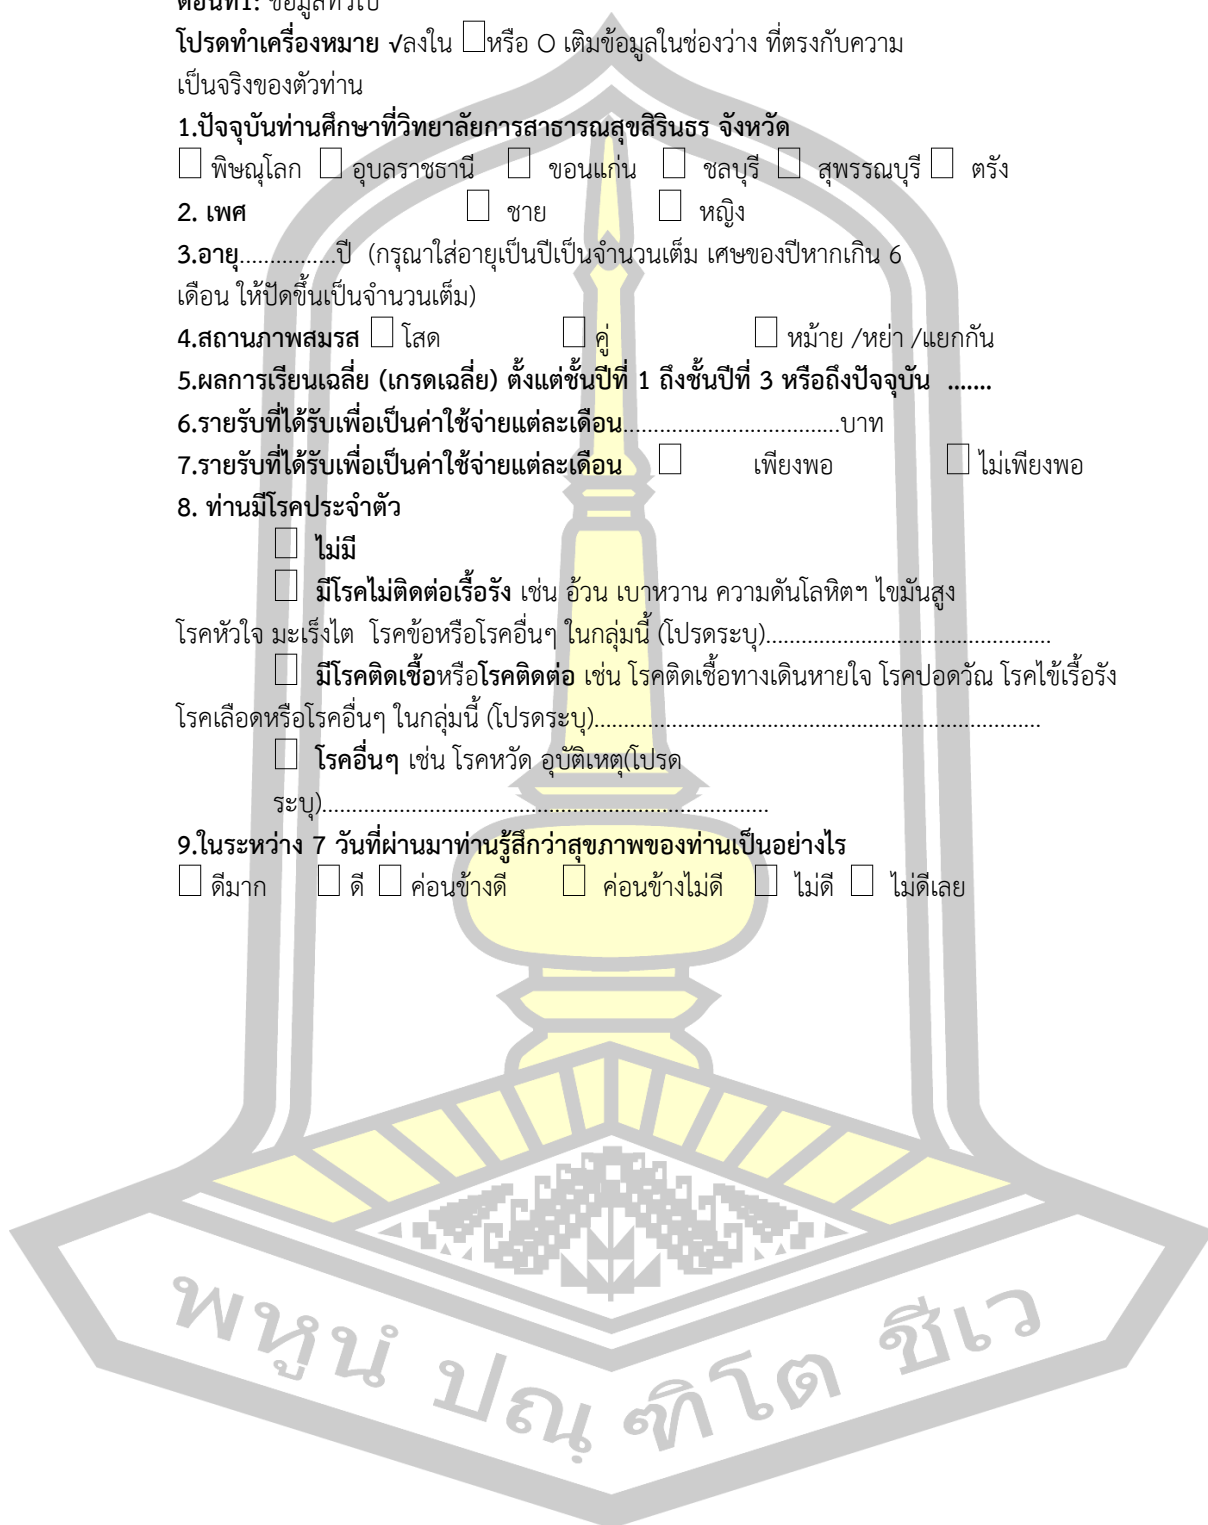 ตอนที่1: ข้อมูลทั่วไป
โปรดทำเครื่องหมาย √ลงใน □หรือ O เติมข้อมูลในช่องว่าง ที่ตรงกับความ
เป็นจริงของตัวท่าน
1.ปัจจุบันท่านศึกษาที่วิทยาลัยการสาธารณสุขสิรินธร จังหวัด
□ พิษณุโลก □ อุบลราชธานี □ ขอนแก่น □ ชลบุรี □ สุพรรณบุรี □ ตรัง
2. เพศ □ ชาย □ หญิง
3.อายุ................ปี (กรุณาใส่อายุเป็นปีเป็นจำนวนเต็ม เศษของปีหากเกิน 6
เดือน ให้ปัดขึ้นเป็นจำนวนเต็ม)
4.สถานภาพสมรส □ โสด □ คู่ □ หม้าย /หย่า /แยกกัน
5.ผลการเรียนเฉลี่ย (เกรดเฉลี่ย) ตั้งแต่ชั้นปีที่ 1 ถึงชั้นปีที่ 3 หรือถึงปัจจุบัน .......
6.รายรับที่ได้รับเพื่อเป็นค่าใช้จ่ายแต่ละเดือน....................................บาท
7.รายรับที่ได้รับเพื่อเป็นค่าใช้จ่ายแต่ละเดือน □ เพียงพอ □ ไม่เพียงพอ
8. ท่านมีโรคประจำตัว
□ ไม่มี
□ มีโรคไม่ติดต่อเรื้อรัง เช่น อ้วน เบาหวาน ความดันโลหิตฯ ไขมันสูง
โรคหัวใจ มะเร็งไต โรคข้อหรือโรคอื่นๆ ในกลุ่มนี้ (โปรดระบุ)................................................
□ มีโรคติดเชื้อหรือโรคติดต่อ เช่น โรคติดเชื้อทางเดินหายใจ โรคปอดวัณ โรคไข้เรื้อรัง
โรคเลือดหรือโรคอื่นๆ ในกลุ่มนี้ (โปรดระบุ)...........................................................................
□ โรคอื่นๆ เช่น โรคหวัด อุบัติเหตุ(โปรด
ระบุ)...........................................................................
9.ในระหว่าง 7 วันที่ผ่านมาท่านรู้สึกว่าสุขภาพของท่านเป็นอย่างไร
□ ดีมาก □ ดี □ ค่อนข้างดี □ ค่อนข้างไม่ดี □ ไม่ดี □ ไม่ดีเลย
พหูนํ ปณฺฑิโต ชีเว